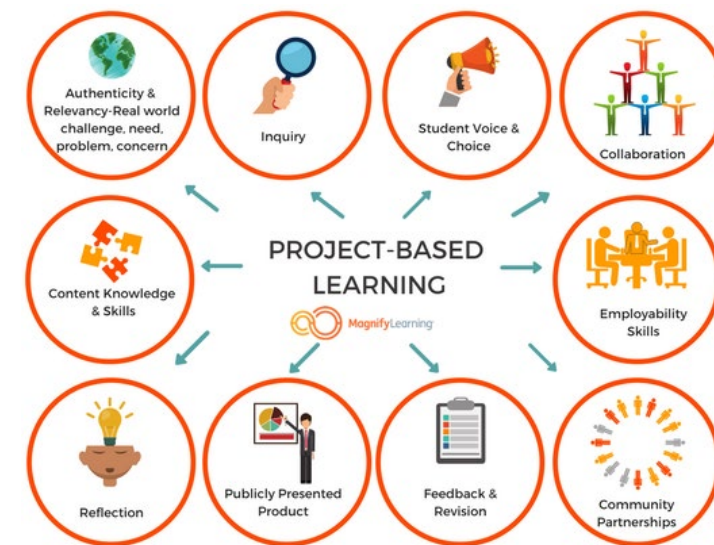 Authenticity &
Relevancy-Real world
challenge, need,
problem, concern
Inquiry
Student Voice &
Choice
Collaboration
Content Knowledge
& Skills
PROJECT-BASED
LEARNING
MagnifyLearning
Employability
Skills
Reflection
Publicly Presented
Product
Feedback &
Revision
Community
Partnerships